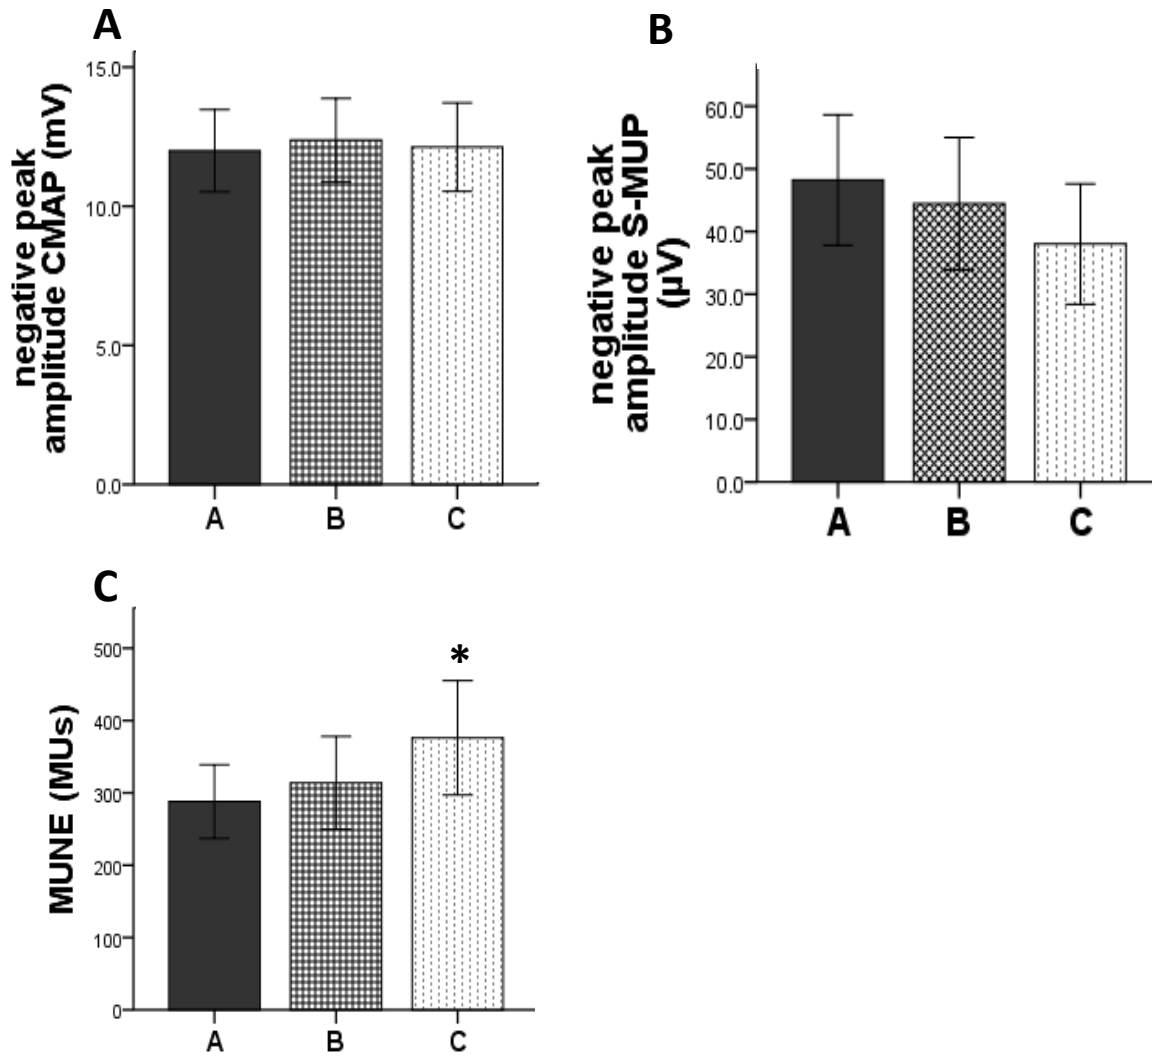 A
negative peak
amplitude CMAP (mV)
15.0
10.0
5.0
0.0
A B C
B
negative peak
amplitude S-MUP
(µV)
60.0
50.0
40.0
30.0
20.0
10.0
0.0
A B C
C
MUNE (MUs)
500
400
300
200
100
0
*
A B C